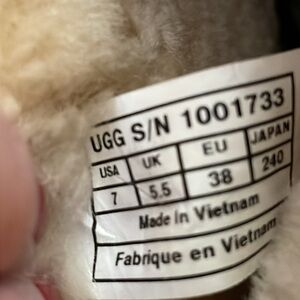 UGG S/N 1001733
USA UK EU JAPAN
7 5.5 38 240
Made in Vietnam
Fabrique en Vietnam